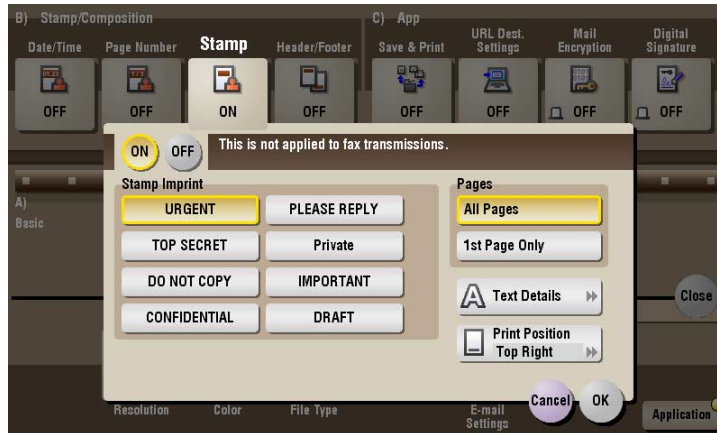 B) Stamp/Composition
C) App
Date/Time
Page Number
Stamp
Header/Footer
Save & Print
URL Dest.
Settings
Mail
Encryption
Digital
Signature
OFF
OFF
ON
OFF
OFF
OFF
OFF
OFF
ON
OFF
This is not applied to fax transmissions.
Stamp Imprint
URGENT
PLEASE REPLY
TOP SECRET
Private
DO NOT COPY
IMPORTANT
CONFIDENTIAL
DRAFT
Pages
All Pages
1st Page Only
A
Text Details
Print Position
Top Right
A)
Basic
Close
Cancel
OK
Resolution
Color
File Type
E-mail
Settings
Application